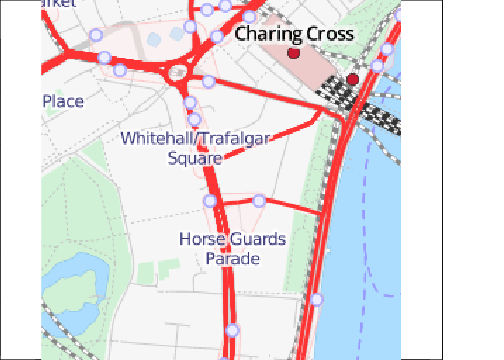 Charing Cross
Place
Whitehall/Trafalgar
Square
Horse Guards
Parade